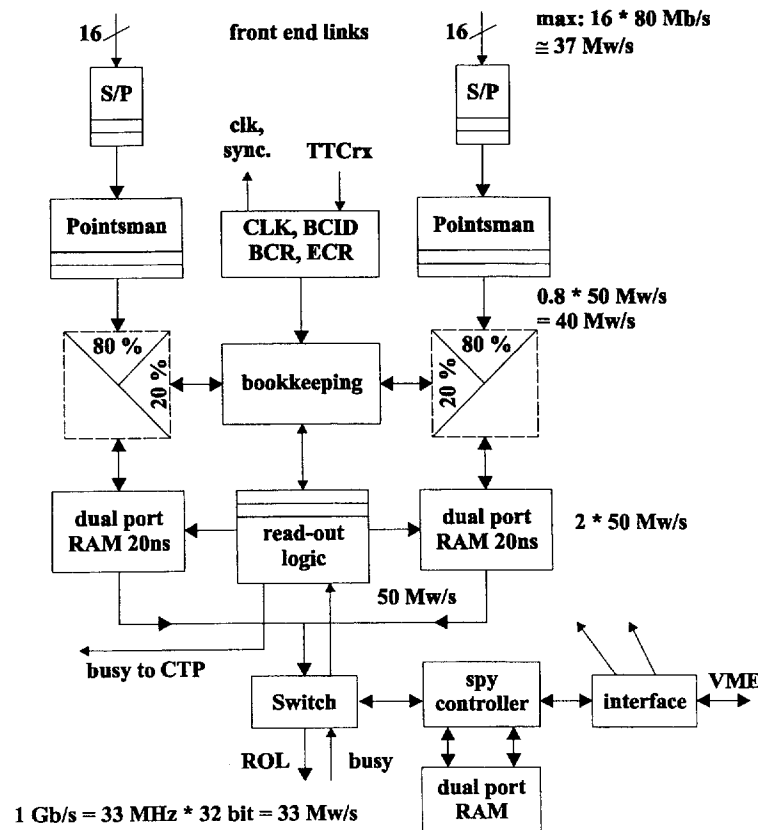 16
front end links
16
max: 16 * 80 Mb/s
≅ 37 Mw/s
S/P
S/P
clk,
sync.
TTCrx
Pointsman
CLK, BCID
BCR, ECR
Pointsman
0.8 * 50 Mw/s
= 40 Mw/s
80 %
20 %
bookkeeping
80 %
20 %
dual port
RAM 20ns
read-out
logic
dual port
RAM 20ns
2 * 50 Mw/s
50 Mw/s
busy to CTP
Switch
spy
controller
interface
VME
ROL
busy
dual port
RAM
1 Gb/s = 33 MHz * 32 bit = 33 Mw/s